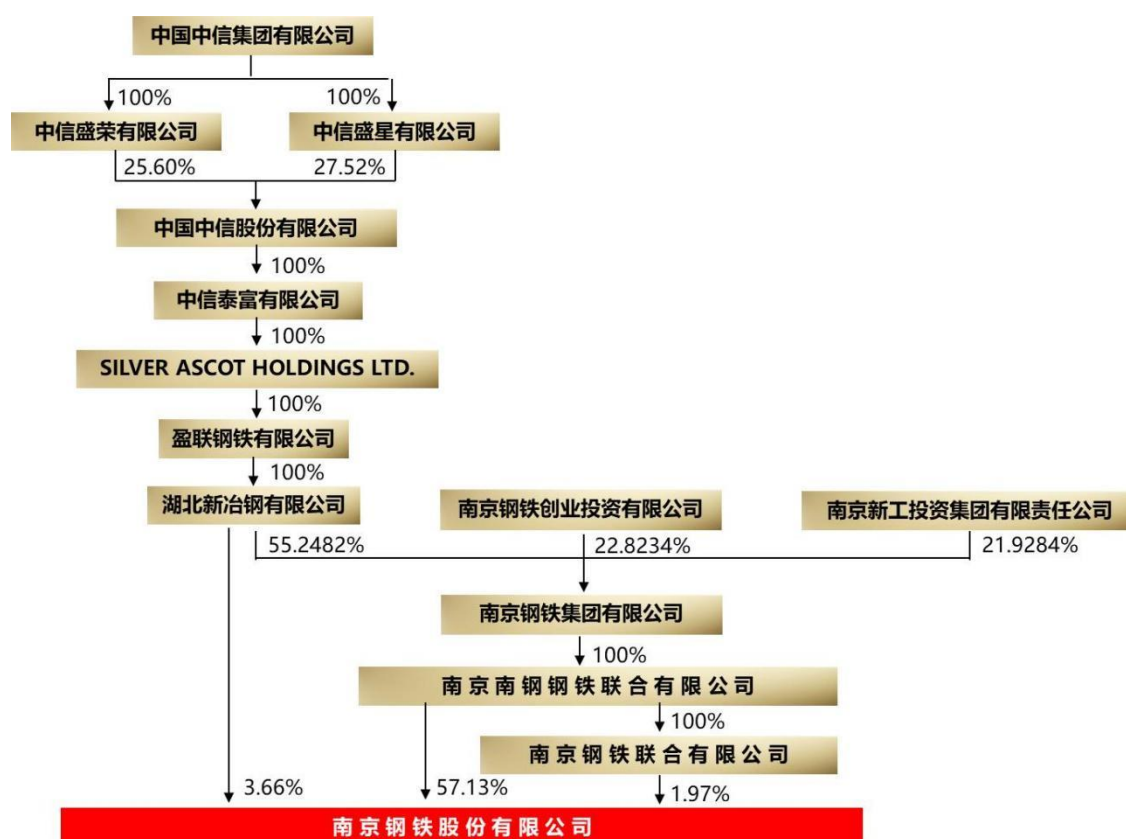 中国中信集团有限公司
100%
100%
中信盛荣有限公司
中信盛星有限公司
25.60%
27.52%
中国中信股份有限公司
100%
中信泰富有限公司
100%
SILVER ASCOT HOLDINGS LTD.
100%
盈联钢铁有限公司
100%
湖北新冶钢有限公司
南京钢铁创业投资有限公司
南京新工投资集团有限责任公司
55.2482%
22.8234%
21.9284%
南京钢铁集团有限公司
100%
南京南钢钢铁联合有限公司
100%
南京钢铁联合有限公司
3.66%
57.13%
1.97%
南京钢铁股份有限公司